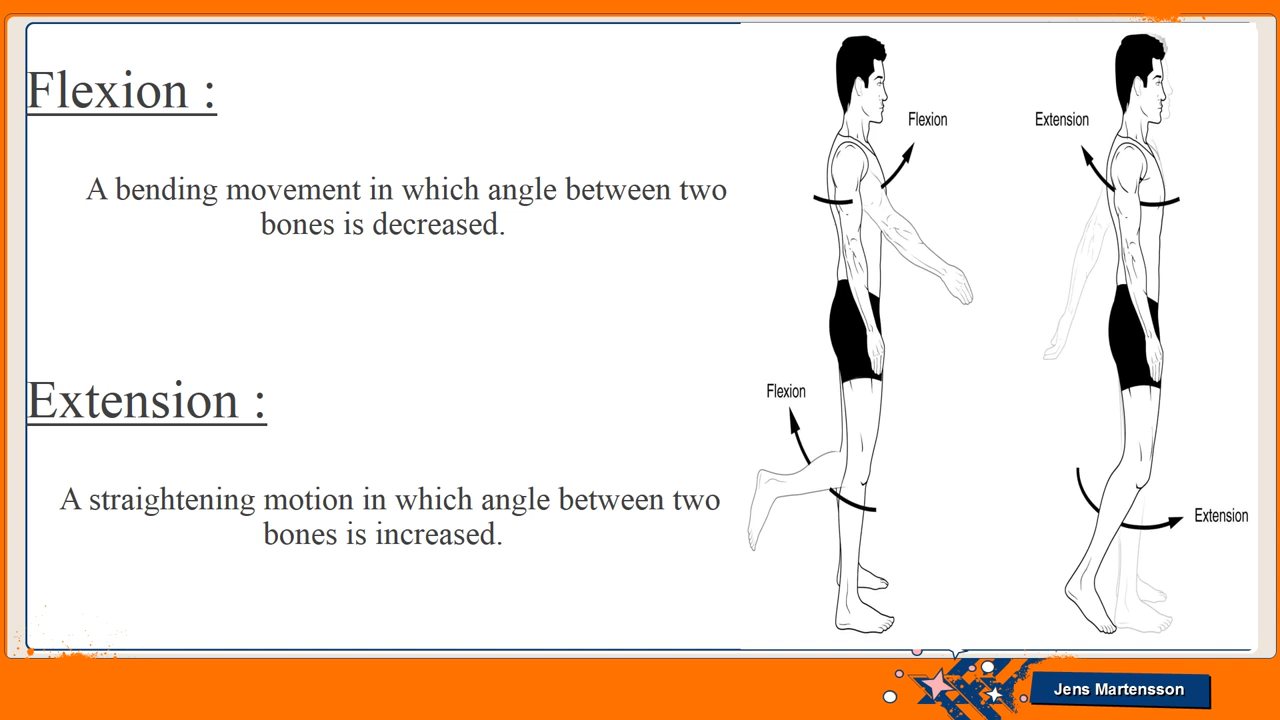 Flexion :
A bending movement in which angle between two
bones is decreased.
Extension :
A straightening motion in which angle between two
bones is increased.
Flexion
Extension
Flexion
Extension
Jens Martensson